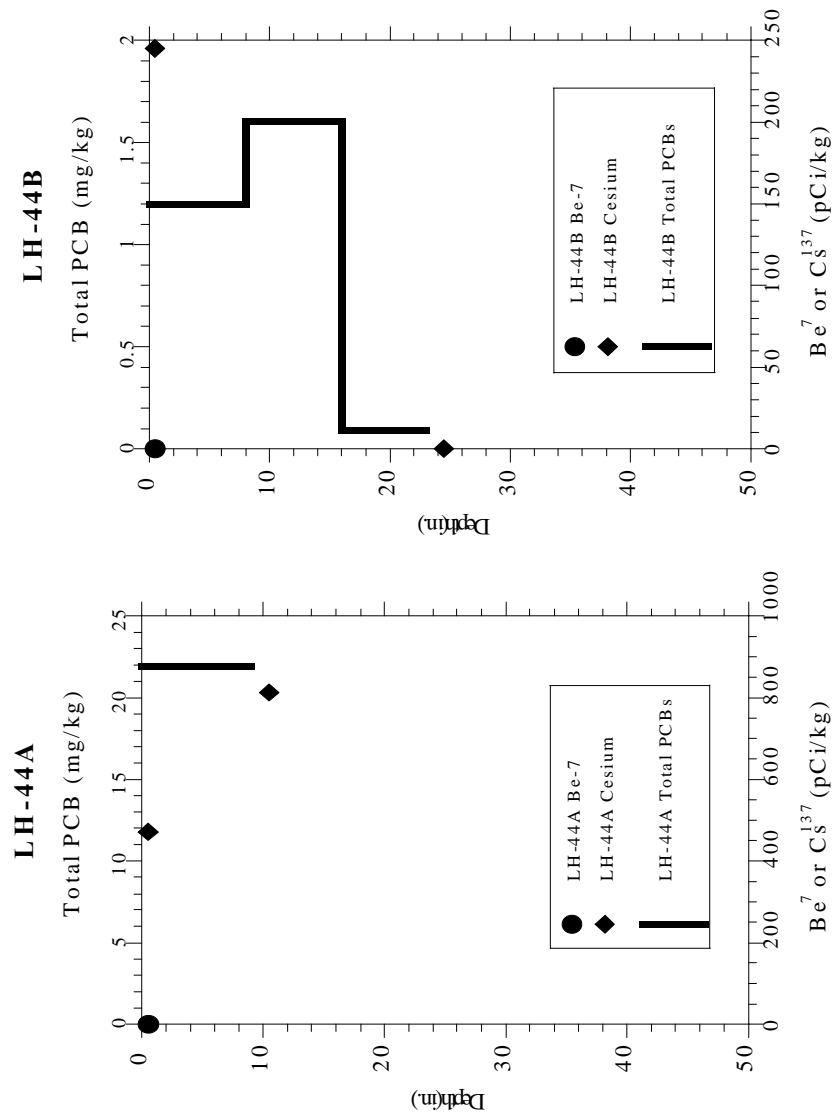 LH-44A
Total PCB (mg/kg)
0 5 10 15 20 25
Depth(in.)
0
10
20
30
40
50
LH-44A Be-7
LH-44A Cesium
LH-44A Total PCBs
0 200 400 600 800 1000
Be⁷ or Cs¹³⁷ (pCi/kg)
LH-44B
Total PCB (mg/kg)
0 0.5 1 1.5 2
Depth(in.)
0
10
20
30
40
50
LH-44B Be-7
LH-44B Cesium
LH-44B Total PCBs
0 50 100 150 200 250
Be⁷ or Cs¹³⁷ (pCi/kg)